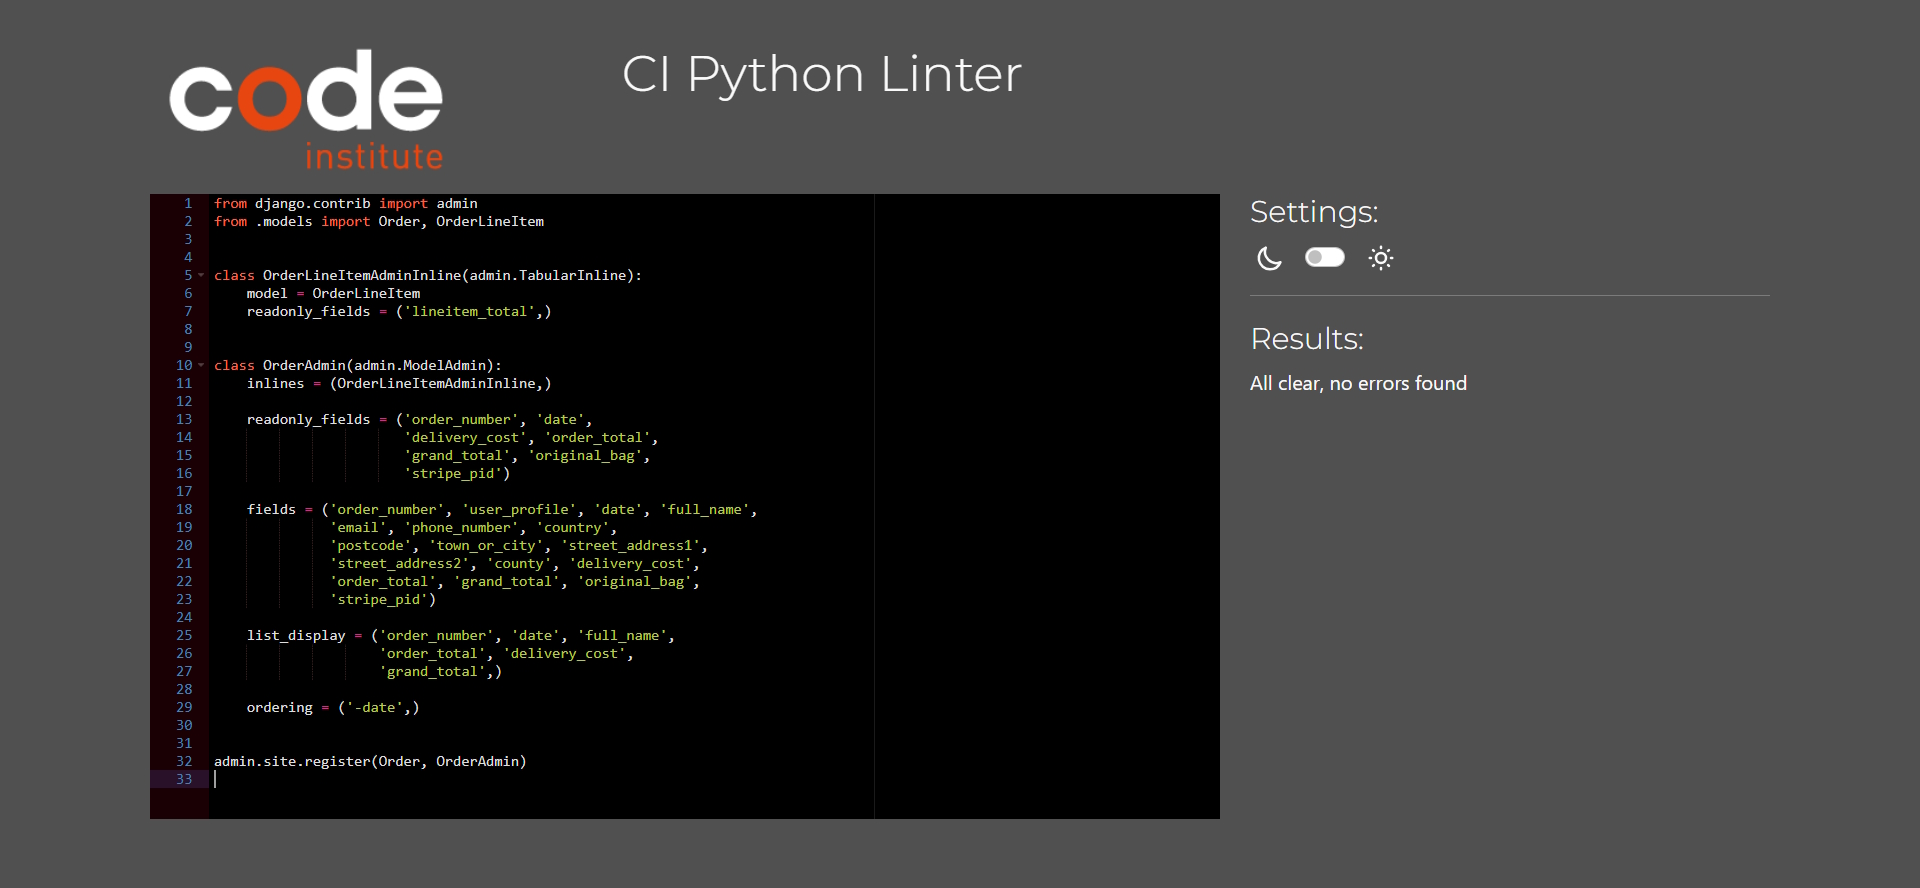 code
institute
CI Python Linter
1 from django.contrib import admin
2 from .models import Order, OrderLineItem
3
4
5 class OrderLineItemAdminInline(admin.TabularInline):
6     model = OrderLineItem
7     readonly_fields = ('lineitem_total',)
8
9
10 class OrderAdmin(admin.ModelAdmin):
11     inlines = (OrderLineItemAdminInline,)
12
13     readonly_fields = ('order_number', 'date',
14                        'delivery_cost', 'order_total',
15                        'grand_total', 'original_bag',
16                        'stripe_pid')
17
18     fields = ('order_number', 'user_profile', 'date', 'full_name',
19               'email', 'phone_number', 'country',
20               'postcode', 'town_or_city', 'street_address1',
21               'street_address2', 'county', 'delivery_cost',
22               'order_total', 'grand_total', 'original_bag',
23               'stripe_pid')
24
25     list_display = ('order_number', 'date', 'full_name',
26                     'order_total', 'delivery_cost',
27                     'grand_total',)
28
29     ordering = ('-date',)
30
31
32 admin.site.register(Order, OrderAdmin)
33
Settings:
Results:
All clear, no errors found